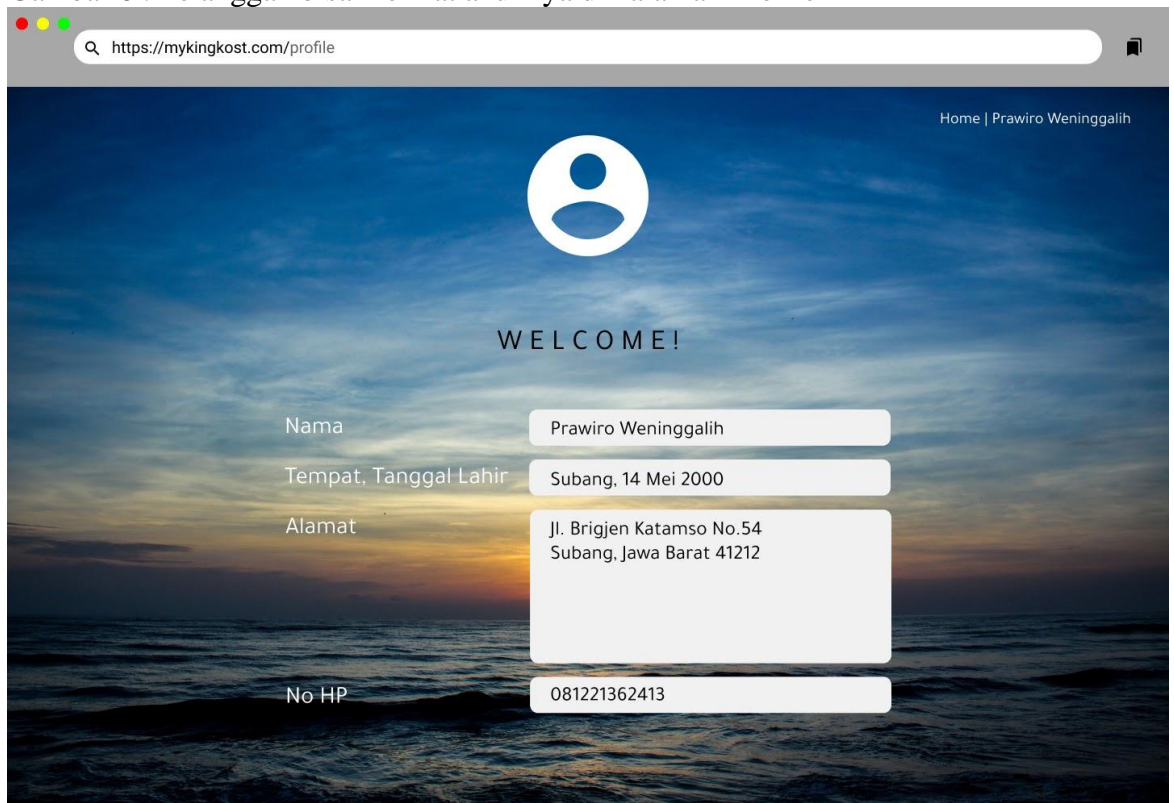 https://mykingkost.com/profile
Home | Prawiro Weninggalih
WELCOME!
Nama
Prawiro Weninggalih
Tempat, Tanggal Lahir
Subang, 14 Mei 2000
Alamat
Jl. Brigjen Katamso No.54
Subang, Jawa Barat 41212
No HP
081221362413